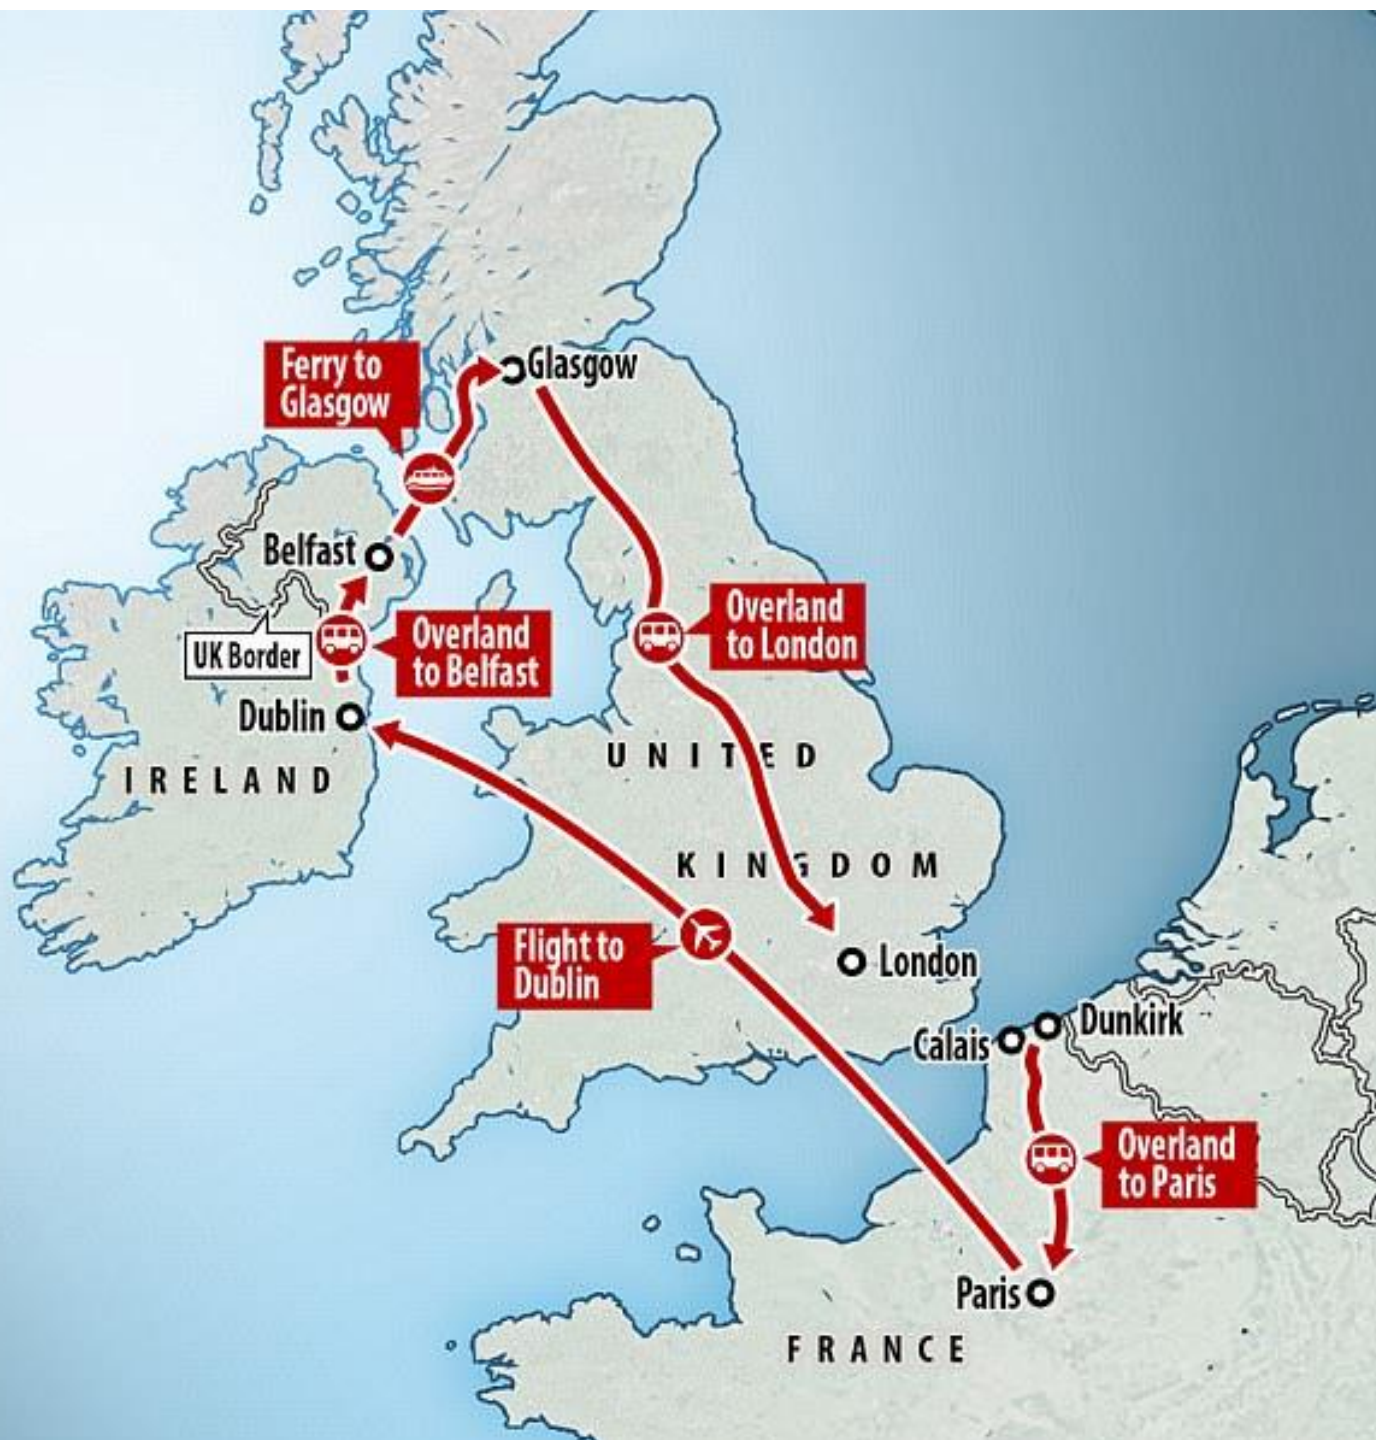 Ferry to
Glasgow
Glasgow
Belfast
Overland
to London
UK Border
Overland
to Belfast
Dublin
IRELAND
UNITED
KINGDOM
Flight to
Dublin
London
Calais
Dunkirk
Overland
to Paris
Paris
FRANCE